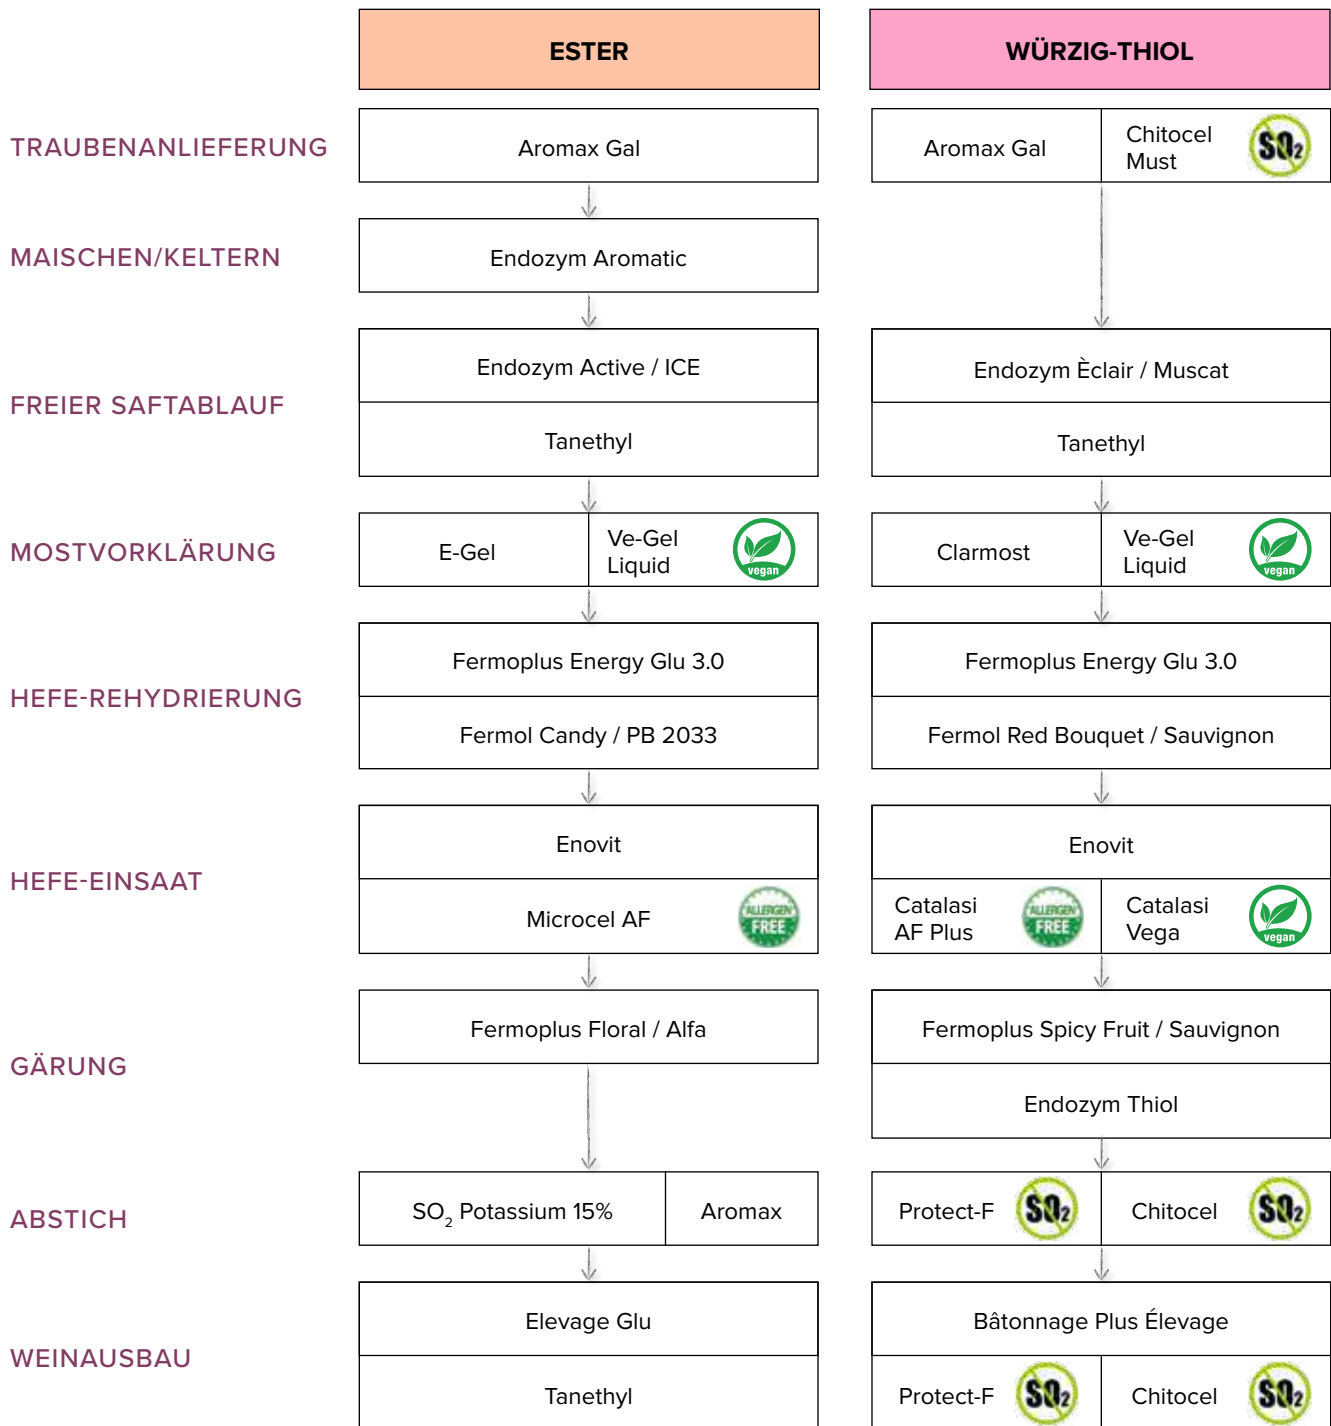 ESTER
WÜRZIG-THIOL
TRAUBENANLIEFERUNG
Aromax Gal
Aromax Gal
Chitocel
Must
SO2
MAISCHEN/KELTERN
Endozym Aromatic
FREIER SAFTABLAUF
Endozym Active / ICE
Tanethyl
Endozym Èclair / Muscat
Tanethyl
MOSTVORKLÄRUNG
E-Gel
Ve-Gel
Liquid
vegan
Clarmost
Ve-Gel
Liquid
vegan
HEFE-REHYDRIERUNG
Fermoplus Energy Glu 3.0
Fermol Candy / PB 2033
Fermoplus Energy Glu 3.0
Fermol Red Bouquet / Sauvignon
HEFE-EINSAAT
Enovit
Microcel AF
ALLERGEN
FREE
Enovit
Catalasi
AF Plus
ALLERGEN
FREE
Catalasi
Vega
vegan
GÄRUNG
Fermoplus Floral / Alfa
Fermoplus Spicy Fruit / Sauvignon
Endozym Thiol
ABSTICH
SO2 Potassium 15%
Aromax
Protect-F
SO2
Chitocel
SO2
WEINAUSBAU
Elevage Glu
Tanethyl
Bâtonnage Plus Élevage
Protect-F
SO2
Chitocel
SO2